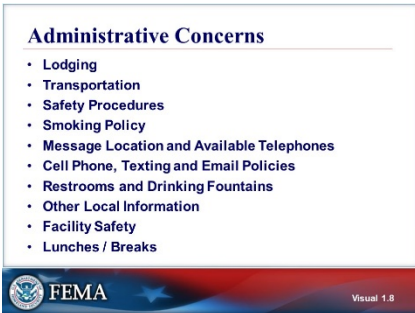 Administrative Concerns
• Lodging
• Transportation
• Safety Procedures
• Smoking Policy
• Message Location and Available Telephones
• Cell Phone, Texting and Email Policies
• Restrooms and Drinking Fountains
• Other Local Information
• Facility Safety
• Lunches / Breaks
FEMA
Visual 1.8